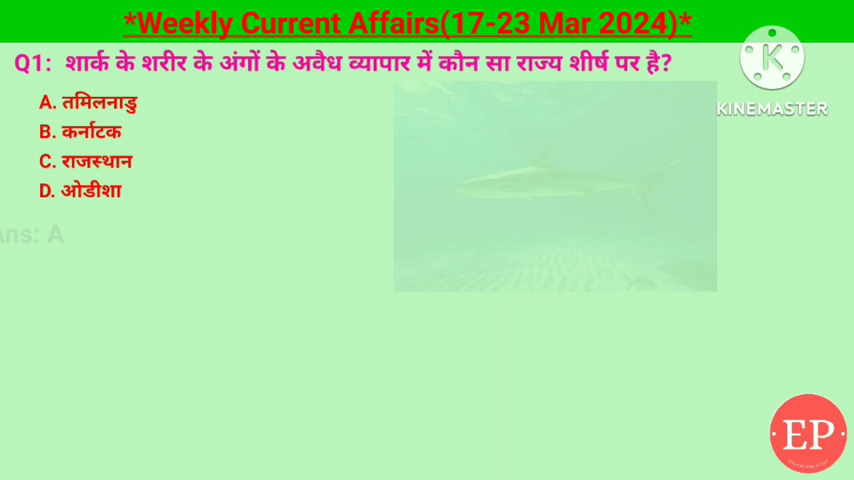 *Weekly Current Affairs(17-23 Mar 2024)*
Q1: शार्क के शरीर के अंगों के अवैध व्यापार में कौन सा राज्य शीर्ष पर है?
A. तमिलनाडु
B. कर्नाटक
C. राजस्थान
D. ओडीशा
Ans: A
K
KINEMASTER
EP